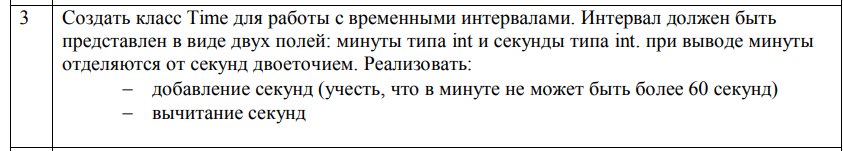 3 Создать класс Time для работы с временными интервалами. Интервал должен быть
представлен в виде двух полей: минуты типа int и секунды типа int. при выводе минуты
отделяются от секунд двоеточием. Реализовать:
– добавление секунд (учесть, что в минуте не может быть более 60 секунд)
– вычитание секунд